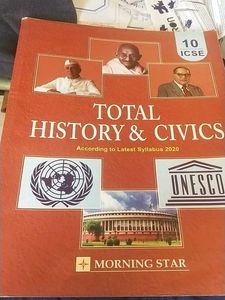 10
ICSE
TOTAL
HISTORY & CIVICS
According to Latest Syllabus 2020
UNESCO
MORNING STAR